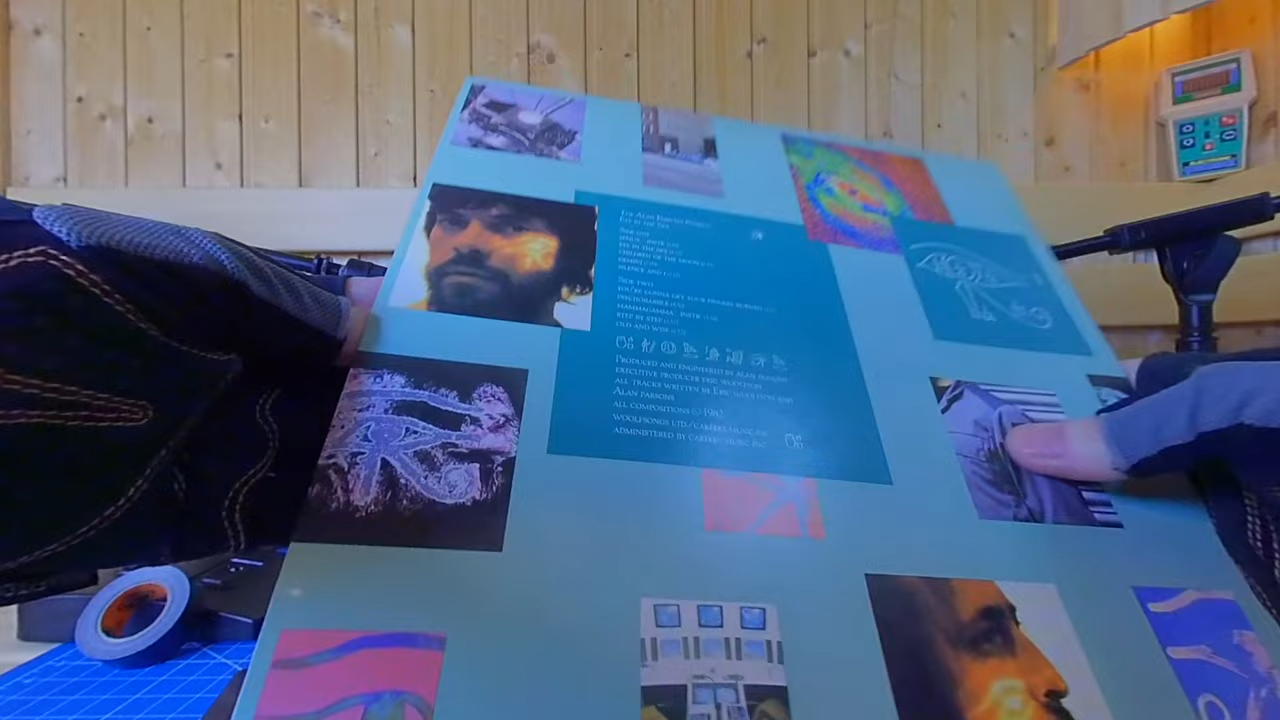 The Alan Parsons Project
Eye in the Sky
Side one
Sirius - instr.
Eye in the Sky
Children of the Moon
Gemini
Silence and I
Side two
You're gonna get your fingers burned
Psychobabble
Mammagamma - instr.
Step by step
Old and wise
Produced and engineered by Alan Parsons
Executive producer Eric Woolfson
All tracks written by Eric Woolfson and
Alan Parsons
All compositions © 1982
Woolfsongs Ltd./Careers Music Inc.
Administered by Careers Music Inc.